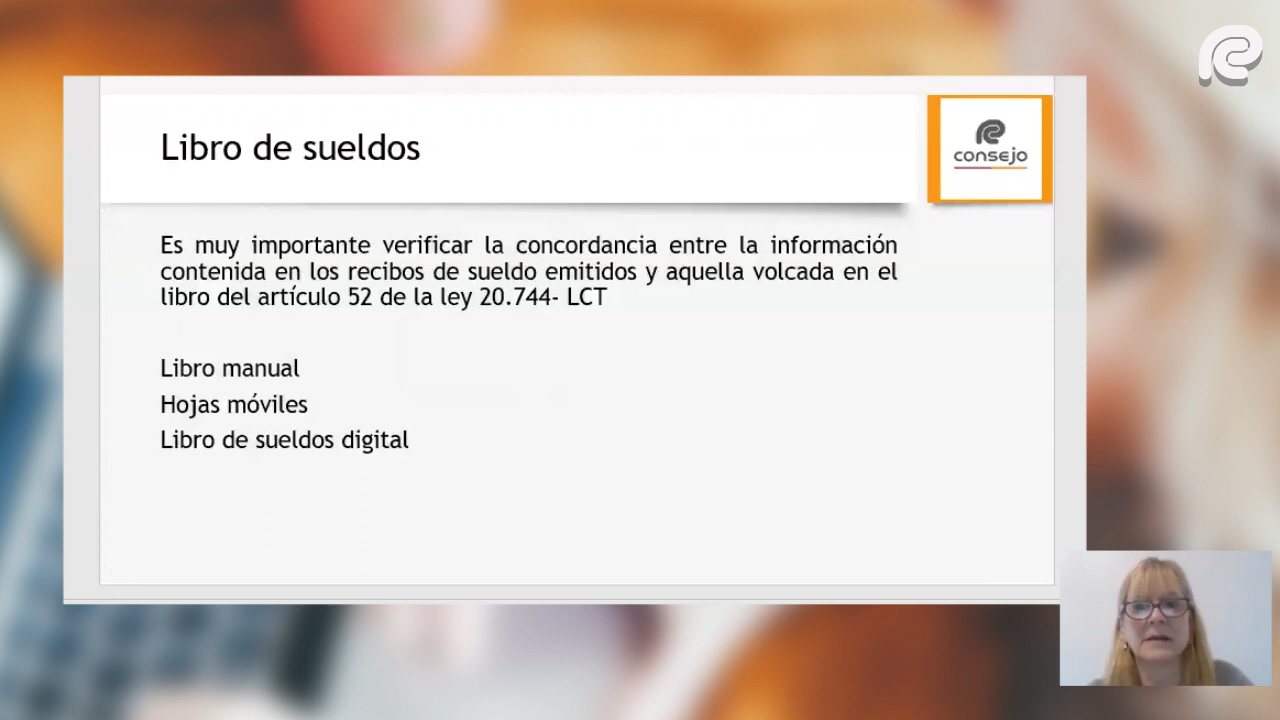 Libro de sueldos
consejo
Es muy importante verificar la concordancia entre la información
contenida en los recibos de sueldo emitidos y aquella volcada en el
libro del artículo 52 de la ley 20.744- LCT
Libro manual
Hojas móviles
Libro de sueldos digital